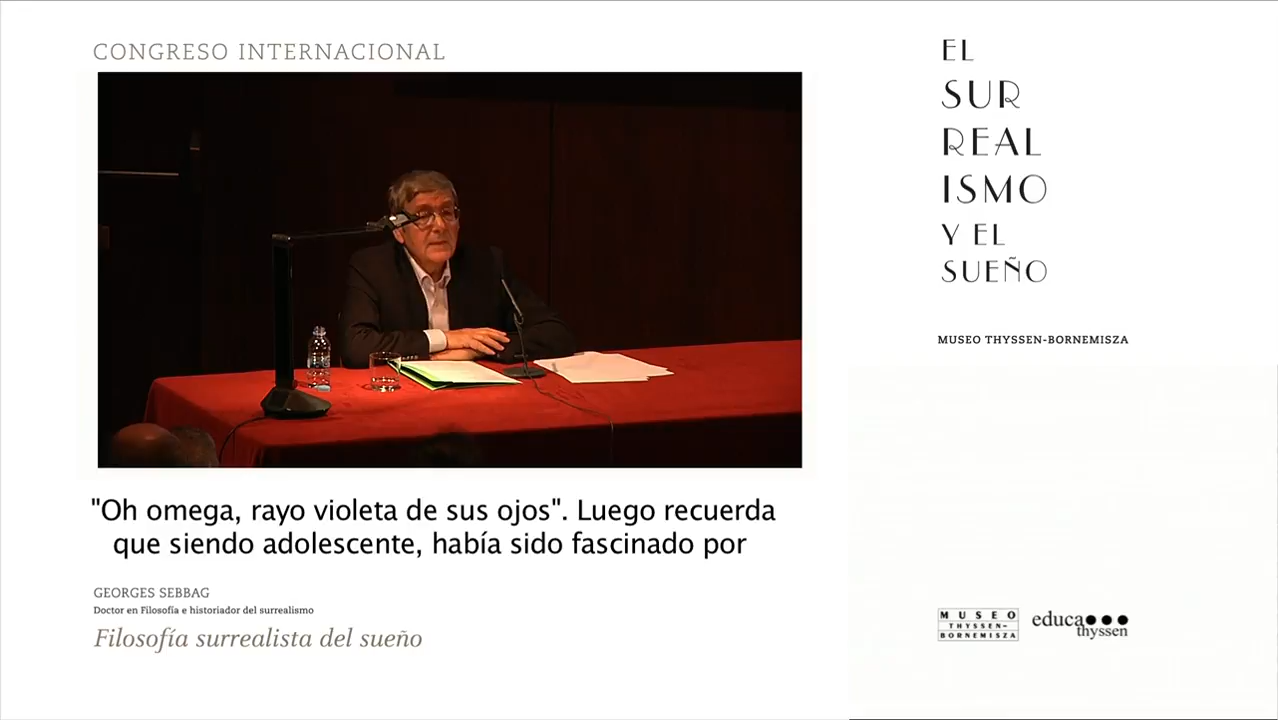 CONGRESO INTERNACIONAL
EL
SUR
REAL
ISMO
Y EL
SUEÑO
MUSEO THYSSEN-BORNEMISZA
"Oh omega, rayo violeta de sus ojos". Luego recuerda
que siendo adolescente, había sido fascinado por
GEORGES SEBBAG
Doctor en Filosofía e historiador del surrealismo
Filosofía surrealista del sueño
MUSEO
THYSSEN-
BORNEMISZA
educa
thyssen